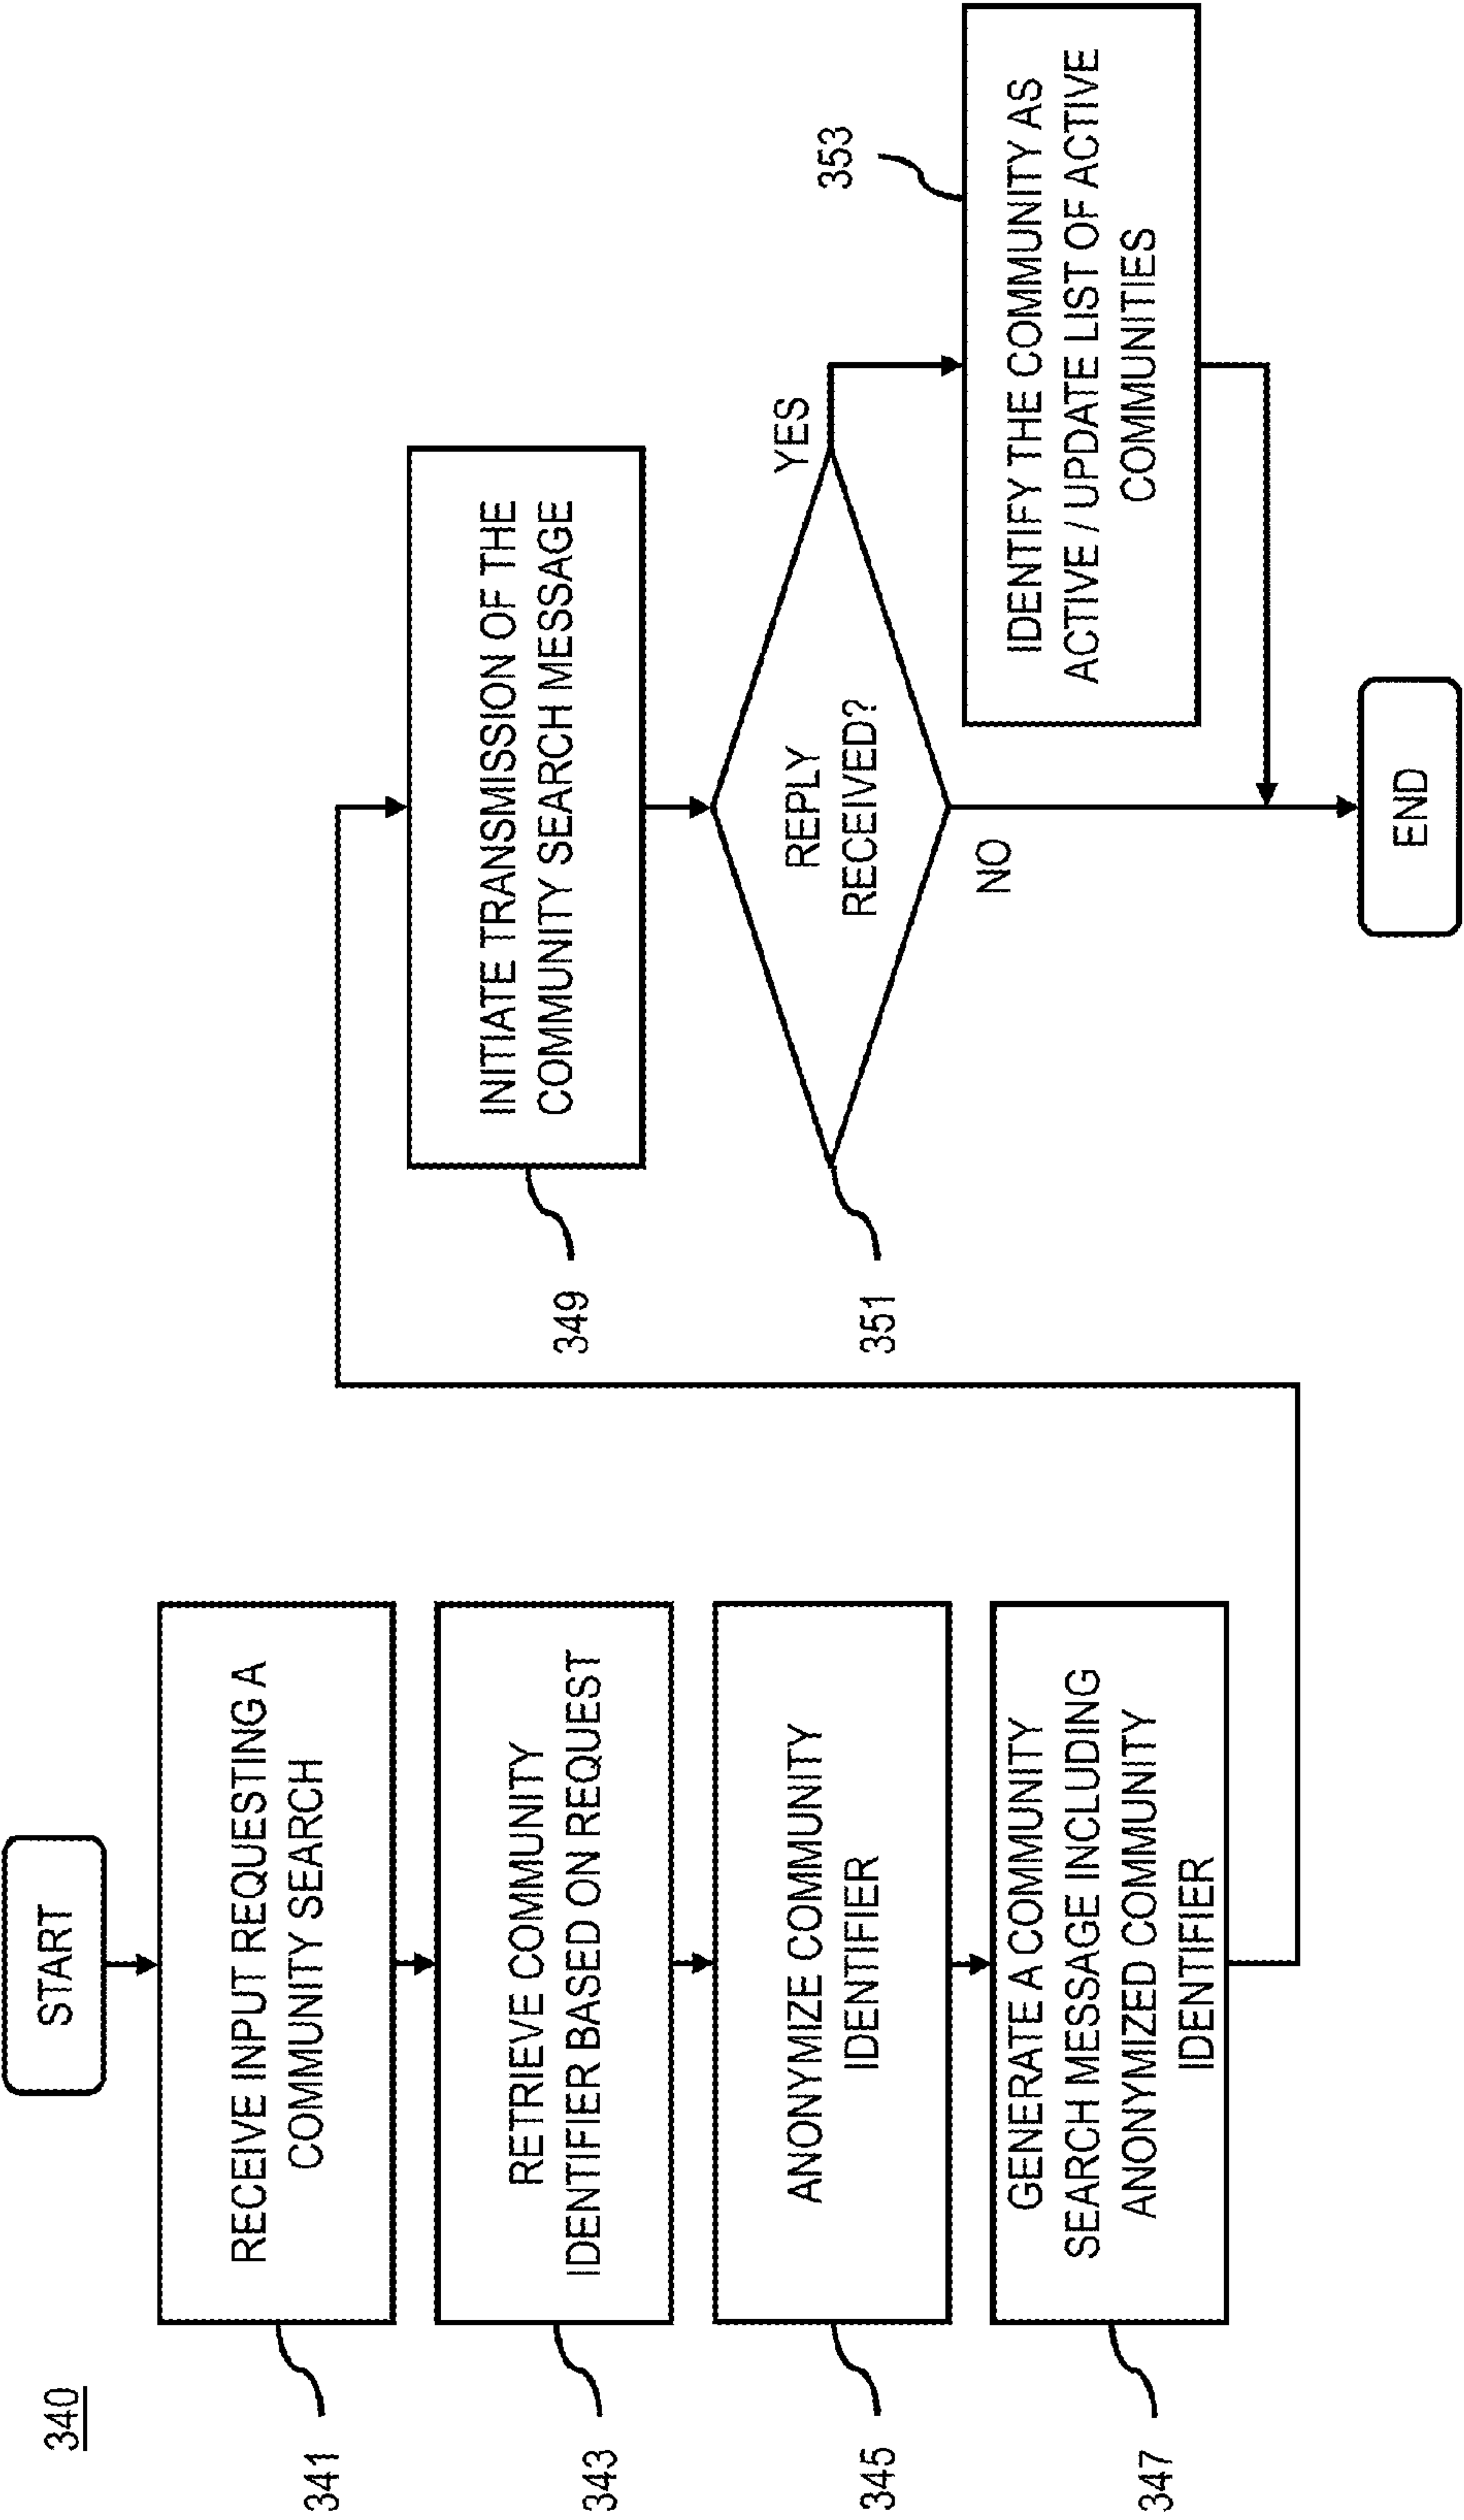 340
START
341
RECEIVE INPUT REQUESTING A
COMMUNITY SEARCH
343
RETRIEVE COMMUNITY
IDENTIFIER BASED ON REQUEST
345
ANONYMIZE COMMUNITY
IDENTIFIER
347
GENERATE A COMMUNITY
SEARCH MESSAGE INCLUDING
ANONYMIZED COMMUNITY
IDENTIFIER
349
INITIATE TRANSMISSION OF THE
COMMUNITY SEARCH MESSAGE
351
REPLY
RECEIVED?
YES
NO
353
IDENTIFY THE COMMUNITY AS
ACTIVE / UPDATE LIST OF ACTIVE
COMMUNITIES
END